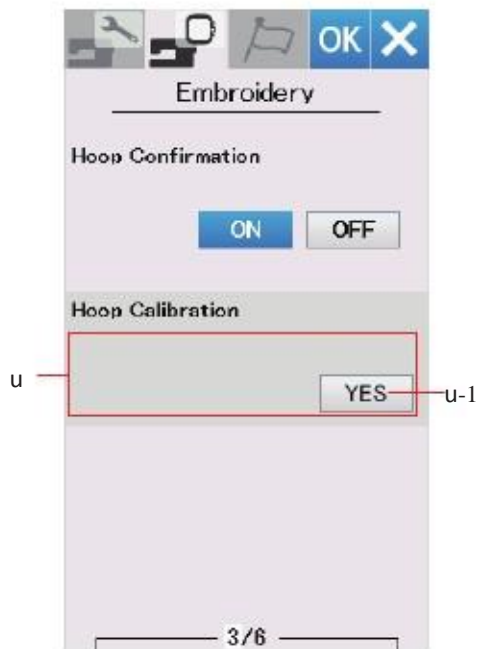 OK X
Embroidery
Hoop Confirmation
ON OFF
Hoop Calibration
u YES u-1
3/6